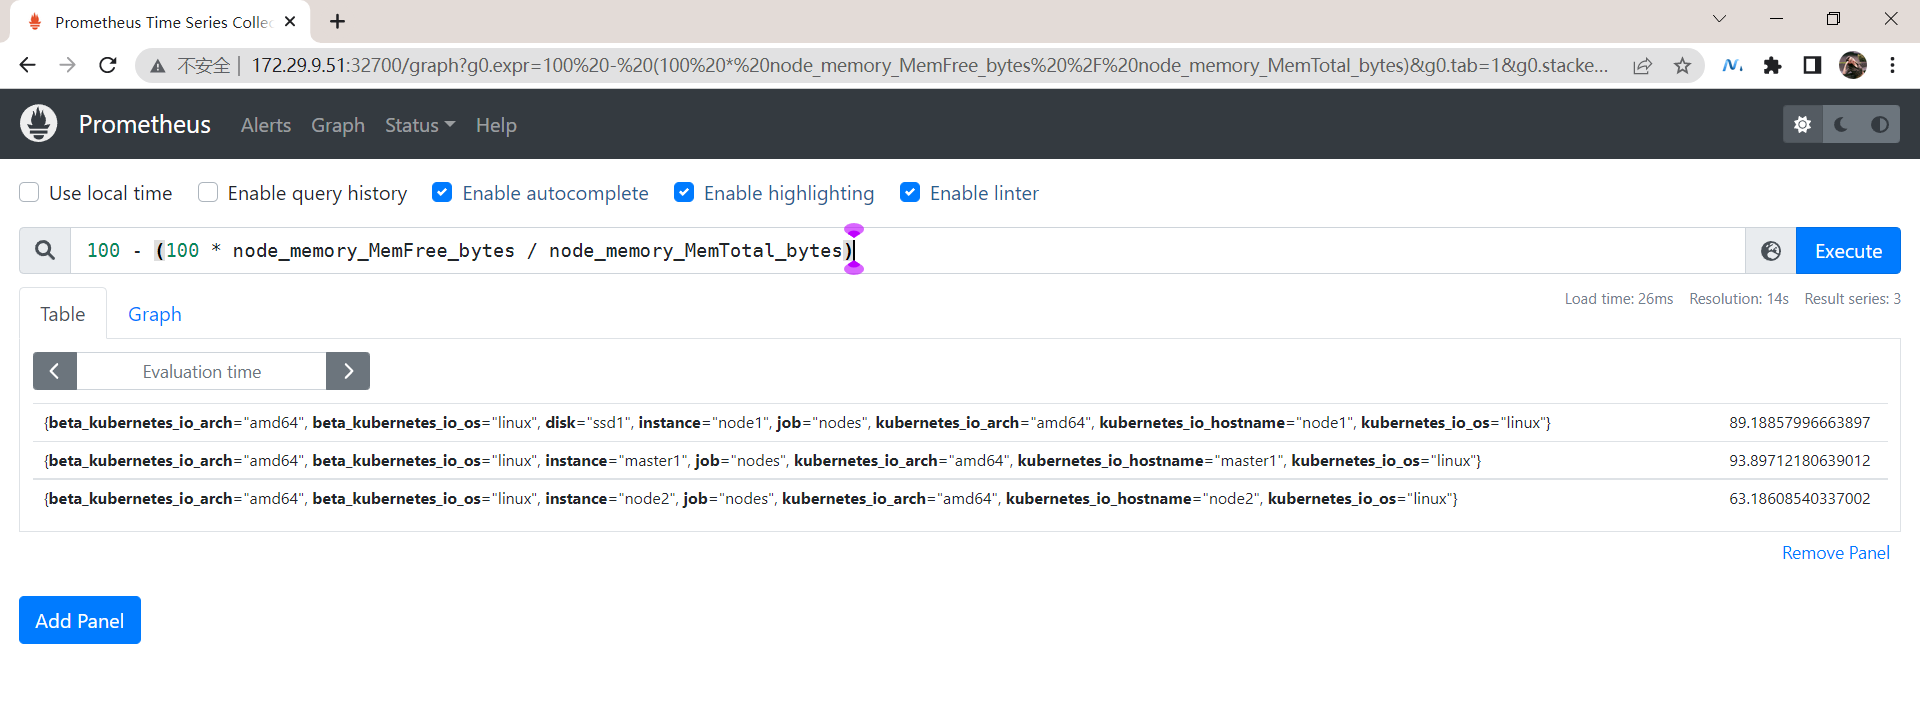 Prometheus Time Series Collec
不安全 | 172.29.9.51:32700/graph?g0.expr=100%20-%20(100%20*%20node_memory_MemFree_bytes%20%2F%20node_memory_MemTotal_bytes)&g0.tab=1&g0.stacke...
Prometheus Alerts Graph Status Help
Use local time Enable query history Enable autocomplete Enable highlighting Enable linter
100 - (100 * node_memory_MemFree_bytes / node_memory_MemTotal_bytes) Execute
Load time: 26ms Resolution: 14s Result series: 3
Table Graph
Evaluation time
{beta_kubernetes_io_arch="amd64", beta_kubernetes_io_os="linux", disk="ssd1", instance="node1", job="nodes", kubernetes_io_arch="amd64", kubernetes_io_hostname="node1", kubernetes_io_os="linux"} 89.18857996663897
{beta_kubernetes_io_arch="amd64", beta_kubernetes_io_os="linux", instance="master1", job="nodes", kubernetes_io_arch="amd64", kubernetes_io_hostname="master1", kubernetes_io_os="linux"} 93.89712180639012
{beta_kubernetes_io_arch="amd64", beta_kubernetes_io_os="linux", instance="node2", job="nodes", kubernetes_io_arch="amd64", kubernetes_io_hostname="node2", kubernetes_io_os="linux"} 63.18608540337002
Remove Panel
Add Panel